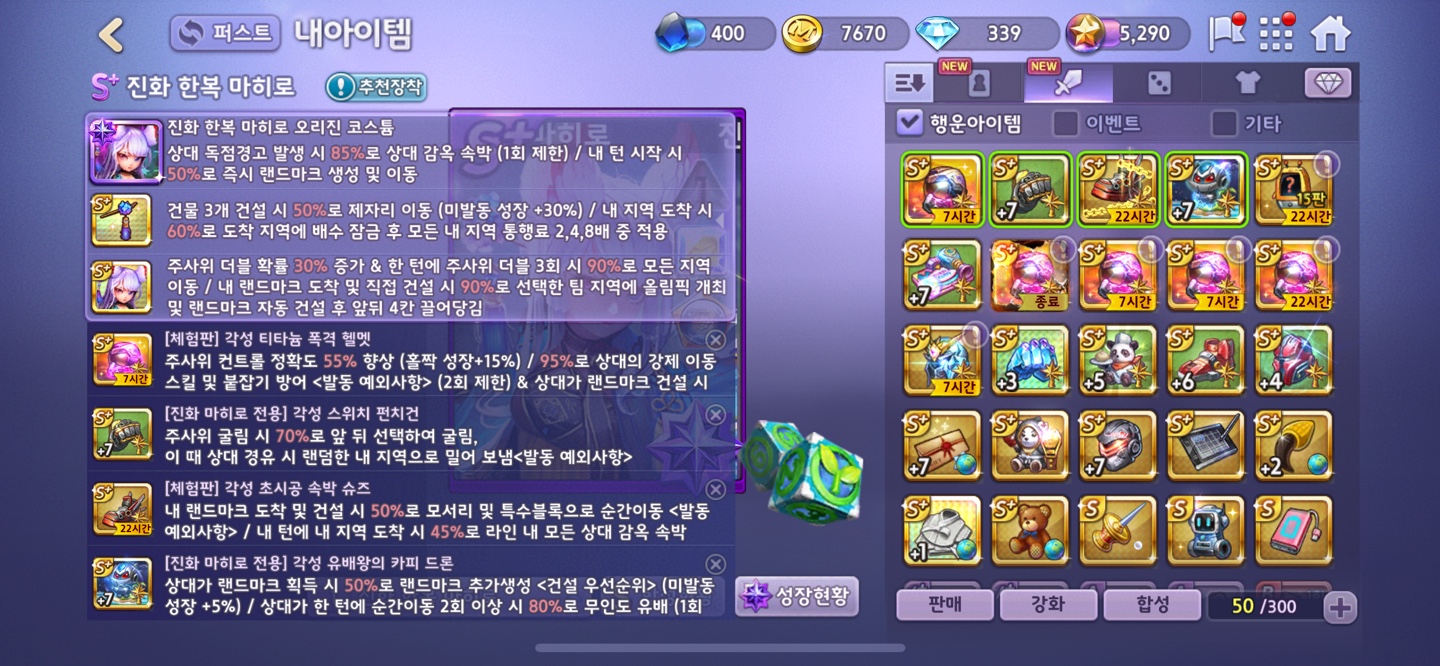 퍼스트
내아이템
400
7670
339
5,290
S+ 진화 한복 마히로
추천장착
진화 한복 마히로 오리진 코스튬
상대 독점경고 발생 시 85%로 상대 감옥 속박 (1회 제한) / 내 턴 시작 시
50%로 즉시 랜드마크 생성 및 이동
건물 3개 건설 시 50%로 제자리 이동 (미발동 성장 +30%) / 내 지역 도착 시
60%로 도착 지역에 배수 잠금 후 모든 내 지역 통행료 2,4,8배 중 적용
주사위 더블 확률 30% 증가 & 한 턴에 주사위 더블 3회 시 90%로 모든 지역
이동 / 내 랜드마크 도착 및 직접 건설 시 90%로 선택한 팀 지역에 올림픽 개최
및 랜드마크 자동 건설 후 앞뒤 4칸 끌어당김
[체험판] 각성 티타늄 폭격 헬멧
주사위 컨트롤 정확도 55% 향상 (홀짝 성장+15%) / 95%로 상대의 강제 이동
스킬 및 붙잡기 방어 <발동 예외사항> (2회 제한) & 상대가 랜드마크 건설 시
7시간
[진화 마히로 전용] 각성 스위치 펀치건
주사위 굴림 시 70%로 앞 뒤 선택하여 굴림,
이 때 상대 경유 시 랜덤한 내 지역으로 밀어 보냄<발동 예외사항>
+7
[체험판] 각성 초시공 속박 슈즈
내 랜드마크 도착 및 건설 시 50%로 모서리 및 특수블록으로 순간이동 <발동
예외사항> / 내 턴에 내 지역 도착 시 45%로 라인 내 모든 상대 감옥 속박
22시간
[진화 마히로 전용] 각성 유배왕의 카피 드론
상대가 랜드마크 획득 시 50%로 랜드마크 추가생성 <건설 우선순위> (미발동
성장 +5%) / 상대가 한 턴에 순간이동 2회 이상 시 80%로 무인도 유배 (1회
+7
성장현황
NEW
NEW
행운아이템
이벤트
기타
S+ 7시간
S+ +7
S+ 22시간
S+ +7
S+ 15판 22시간
S+ +7
S+ 종료
S+ 7시간
S+ 7시간
S+ 22시간
S+ 7시간
S+ +3
S+ +5
S+ +6
S+ +4
S+ +7
S+
S+ +7
S+
S+ +2
S+ +1
S+
S
S
S
판매
강화
합성
50 /300